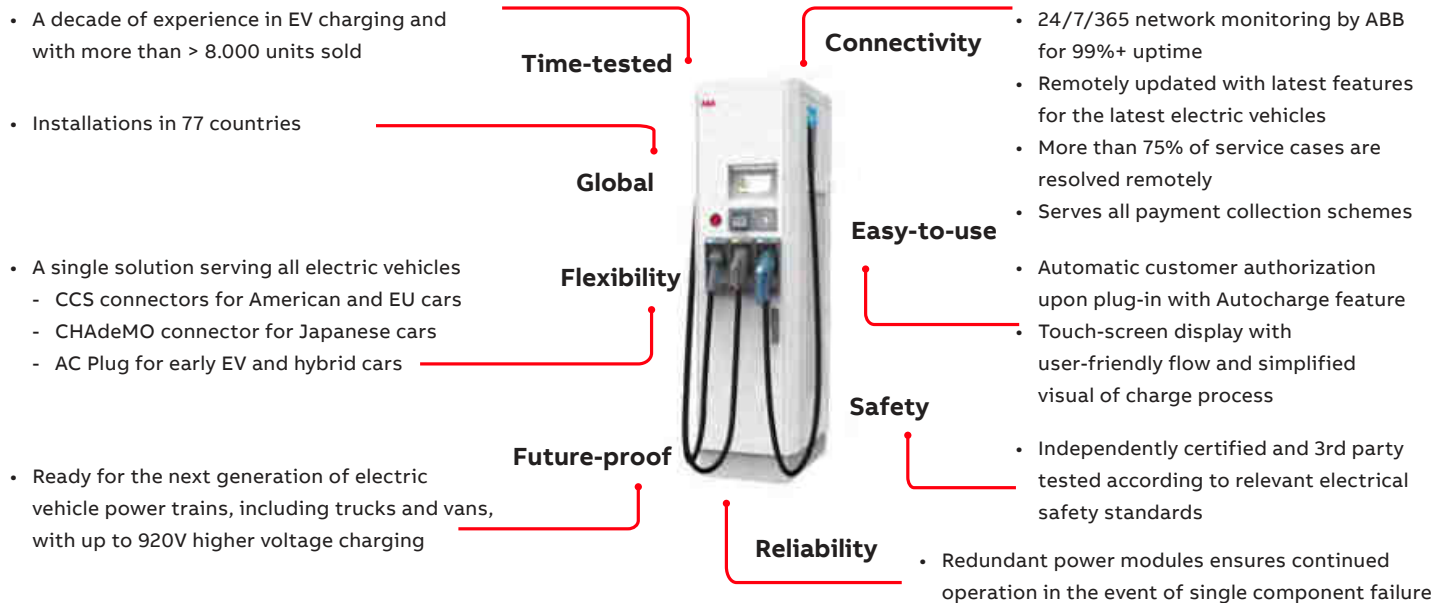 • A decade of experience in EV charging and
with more than > 8.000 units sold
Time-tested
• Installations in 77 countries
Global
• A single solution serving all electric vehicles
- CCS connectors for American and EU cars
- CHAdeMO connector for Japanese cars
- AC Plug for early EV and hybrid cars
Flexibility
• Ready for the next generation of electric
vehicle power trains, including trucks and vans,
with up to 920V higher voltage charging
Future-proof
ABB
Connectivity
• 24/7/365 network monitoring by ABB
for 99%+ uptime
• Remotely updated with latest features
for the latest electric vehicles
• More than 75% of service cases are
resolved remotely
• Serves all payment collection schemes
Easy-to-use
• Automatic customer authorization
upon plug-in with Autocharge feature
• Touch-screen display with
user-friendly flow and simplified
visual of charge process
Safety
• Independently certified and 3rd party
tested according to relevant electrical
safety standards
Reliability
• Redundant power modules ensures continued
operation in the event of single component failure